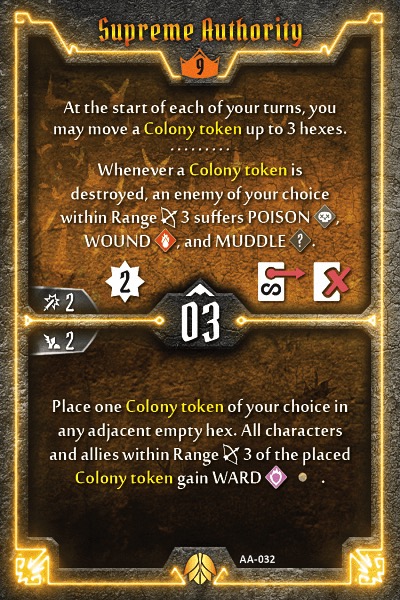 Supreme Authority
9
At the start of each of your turns, you
may move a Colony token up to 3 hexes.
Whenever a Colony token is
destroyed, an enemy of your choice
within Range 3 suffers POISON ,
WOUND , and MUDDLE ? .
2
2
03
2
Place one Colony token of your choice in
any adjacent empty hex. All characters
and allies within Range 3 of the placed
Colony token gain WARD .
AA-032